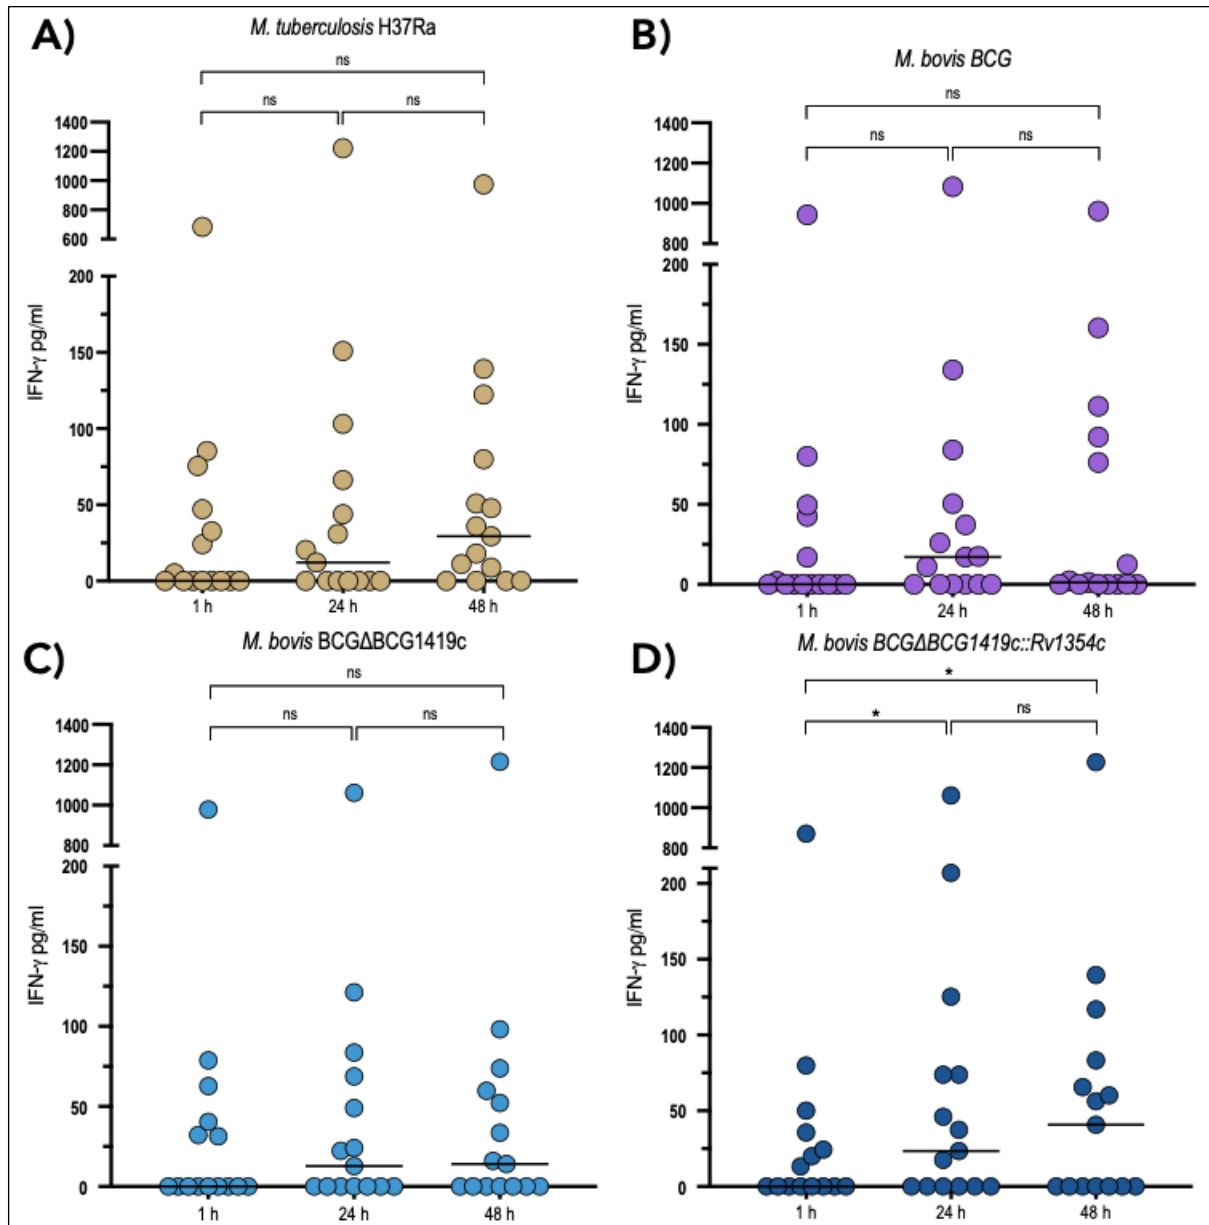 A)
M. tuberculosis H37Ra
ns
ns
ns
1400
1200
1000
800
600
200
150
100
50
0
IFN-γ pg/ml
1 h
24 h
48 h
B)
M. bovis BCG
ns
ns
ns
1400
1200
1000
800
200
150
100
50
0
IFN-γ pg/ml
1 h
24 h
48 h
C)
M. bovis BCGΔBCG1419c
ns
ns
ns
1400
1200
1000
800
200
150
100
50
0
IFN-γ pg/ml
1 h
24 h
48 h
D)
M. bovis BCGΔBCG1419c::Rv1354c
*
*
ns
1400
1200
1000
800
200
150
100
50
0
IFN-γ pg/ml
1 h
24 h
48 h